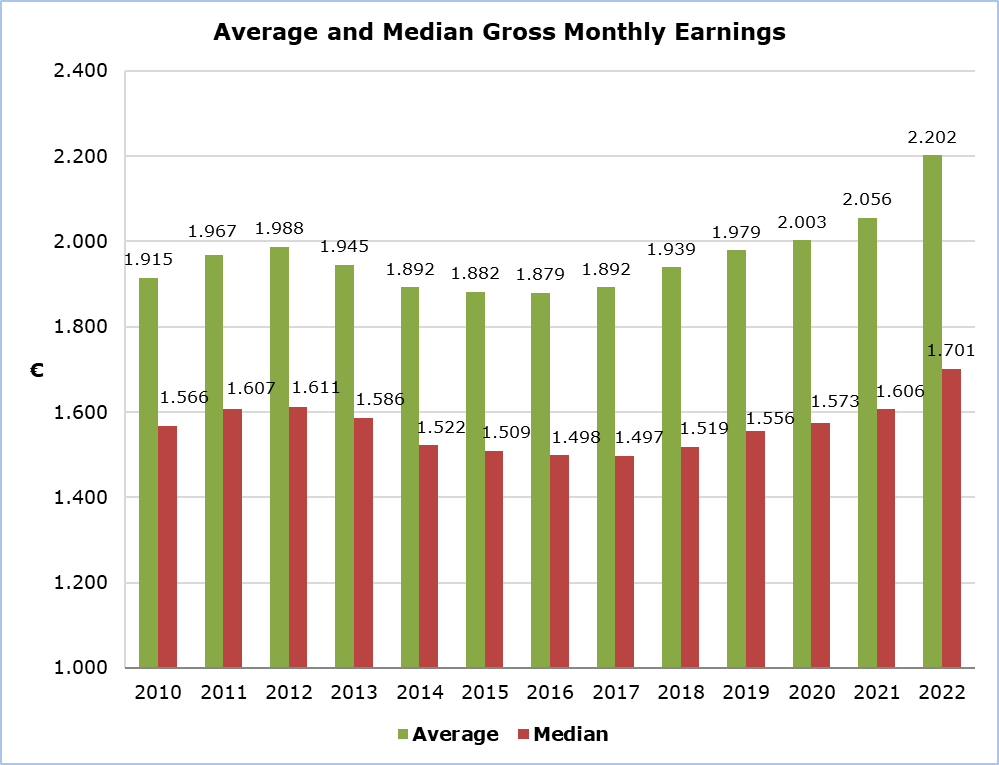 Average and Median Gross Monthly Earnings
2.400
2.200
2.000
1.800
€
1.600
1.400
1.200
1.000
1.915 1.967 1.988 1.945 1.892 1.882 1.879 1.892 1.939 1.979 2.003 2.056 2.202
1.566 1.607 1.611 1.586 1.522 1.509 1.498 1.497 1.519 1.556 1.573 1.606 1.701
2010 2011 2012 2013 2014 2015 2016 2017 2018 2019 2020 2021 2022
Average Median